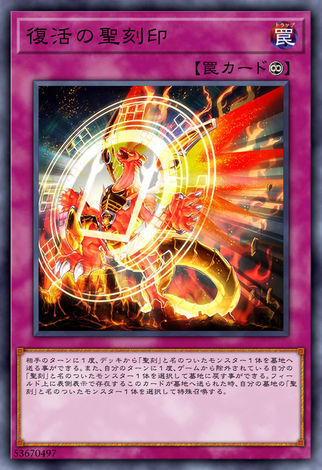 復活の聖刻印
トラップ
罠
【罠カード】
相手のターンに１度、デッキから「聖刻」と名のついたモンスター１体を墓地へ
送る事ができる。また、自分のターンに１度、ゲームから除外されている自分の
「聖刻」と名のついたモンスター１体を選択して墓地に戻す事ができる。フィー
ルド上に表側表示で存在するこのカードが墓地へ送られた時、自分の墓地の「聖
刻」と名のついたモンスター１体を選択して特殊召喚する。
53670497